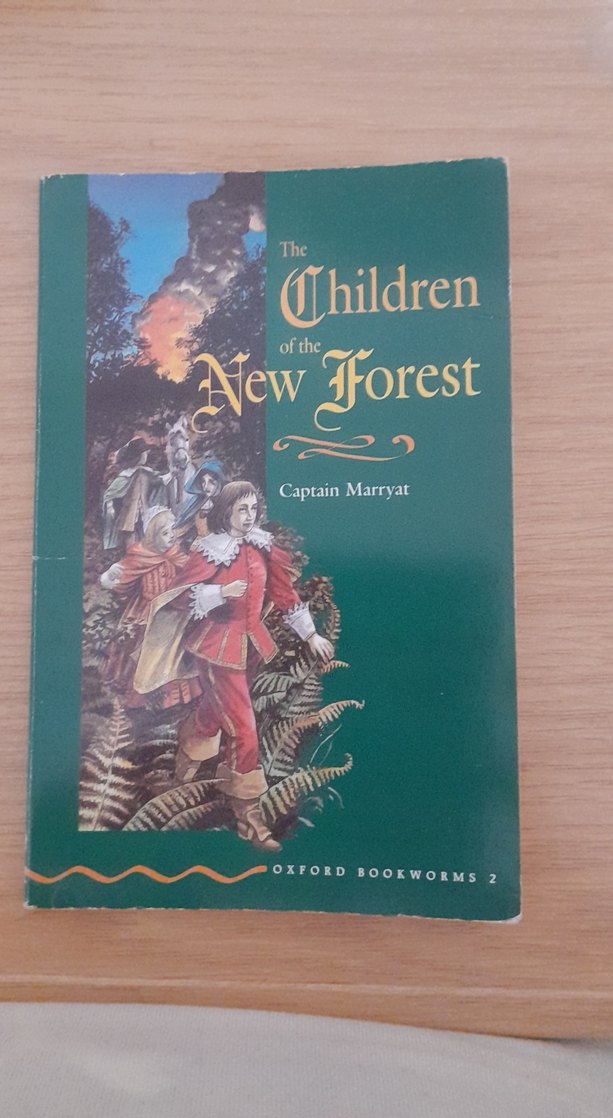 The
Children
of the
New Forest
Captain Marryat
OXFORD BOOKWORMS 2